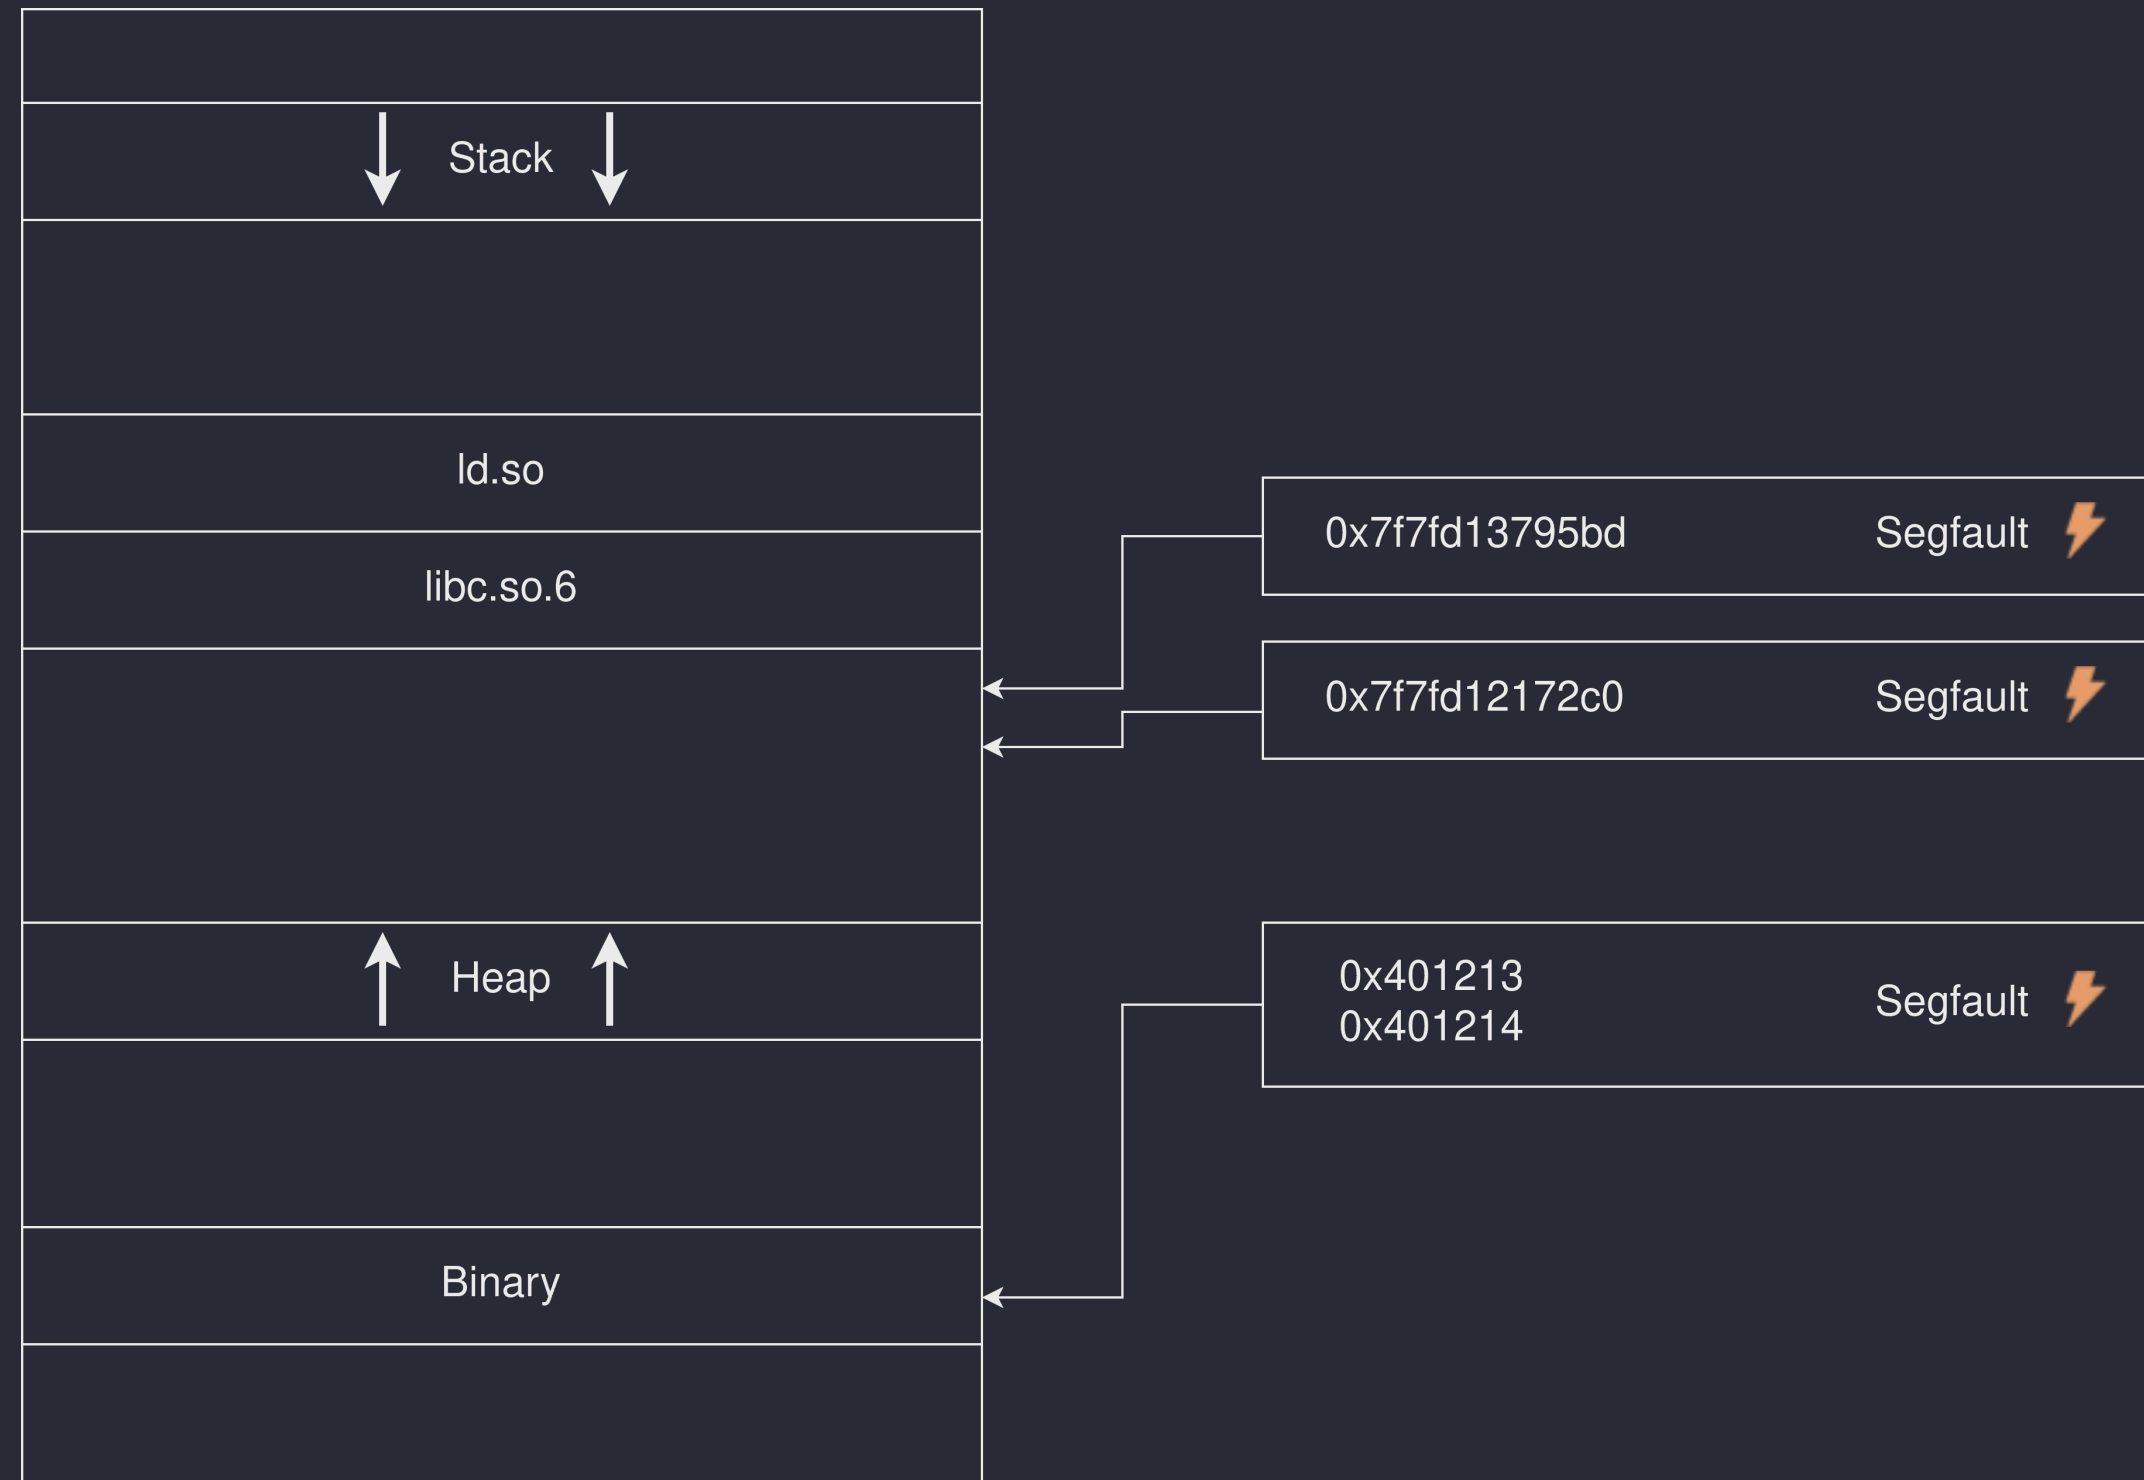 Stack
ld.so
libc.so.6
Heap
Binary
0x7f7fd13795bd Segfault
0x7f7fd12172c0 Segfault
0x401213
0x401214
Segfault